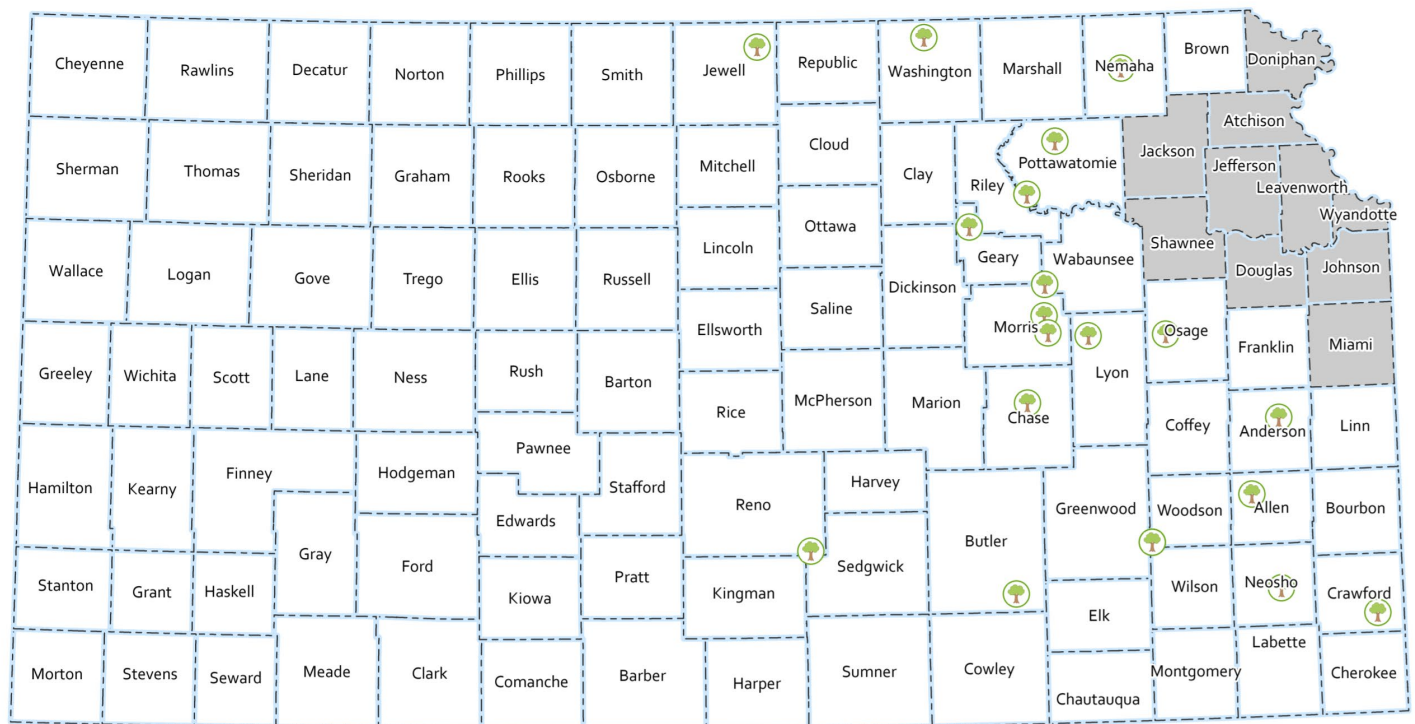 Cheyenne
Rawlins
Decatur
Norton
Phillips
Smith
Jewell
Republic
Washington
Marshall
Nemaha
Brown
Doniphan
Sherman
Thomas
Sheridan
Graham
Rooks
Osborne
Mitchell
Cloud
Clay
Riley
Pottawatomie
Jackson
Atchison
Jefferson
Leavenworth
Wyandotte
Wallace
Logan
Gove
Trego
Ellis
Russell
Lincoln
Ottawa
Saline
Dickinson
Geary
Wabaunsee
Shawnee
Douglas
Johnson
Greeley
Wichita
Scott
Lane
Ness
Rush
Barton
Ellsworth
Rice
McPherson
Marion
Morris
Chase
Lyon
Osage
Franklin
Miami
Coffey
Anderson
Linn
Hamilton
Kearny
Finney
Hodgeman
Pawnee
Edwards
Stafford
Reno
Harvey
Sedgwick
Butler
Greenwood
Woodson
Allen
Bourbon
Stanton
Grant
Haskell
Gray
Ford
Kiowa
Pratt
Kingman
Elk
Wilson
Neosho
Crawford
Morton
Stevens
Seward
Meade
Clark
Comanche
Barber
Harper
Sumner
Cowley
Chautauqua
Montgomery
Labette
Cherokee